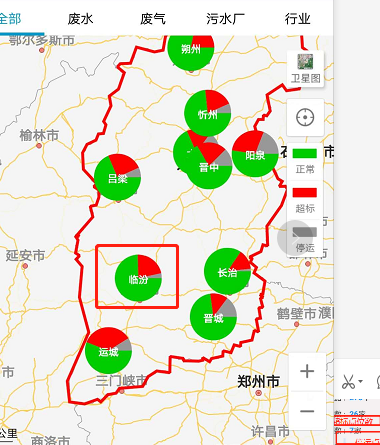 全部 废水 废气 污水厂 行业
鄂尔多斯市
朔州
卫星图
忻州
榆林市
晋中
阳泉
正常
吕梁
超标
停运
延安市
临汾
长治
晋城
鹤壁市
运城
三门峡市
郑州市
公里
商洛市
许昌市